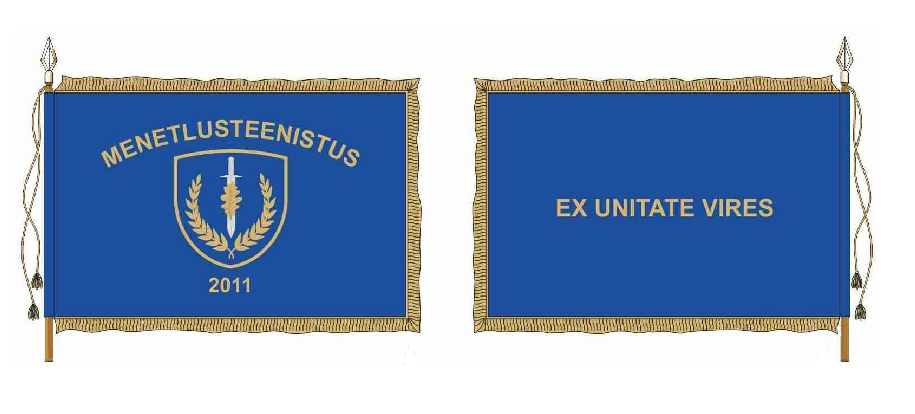 MENETLUSTEENISTUS
2011
EX UNITATE VIRES